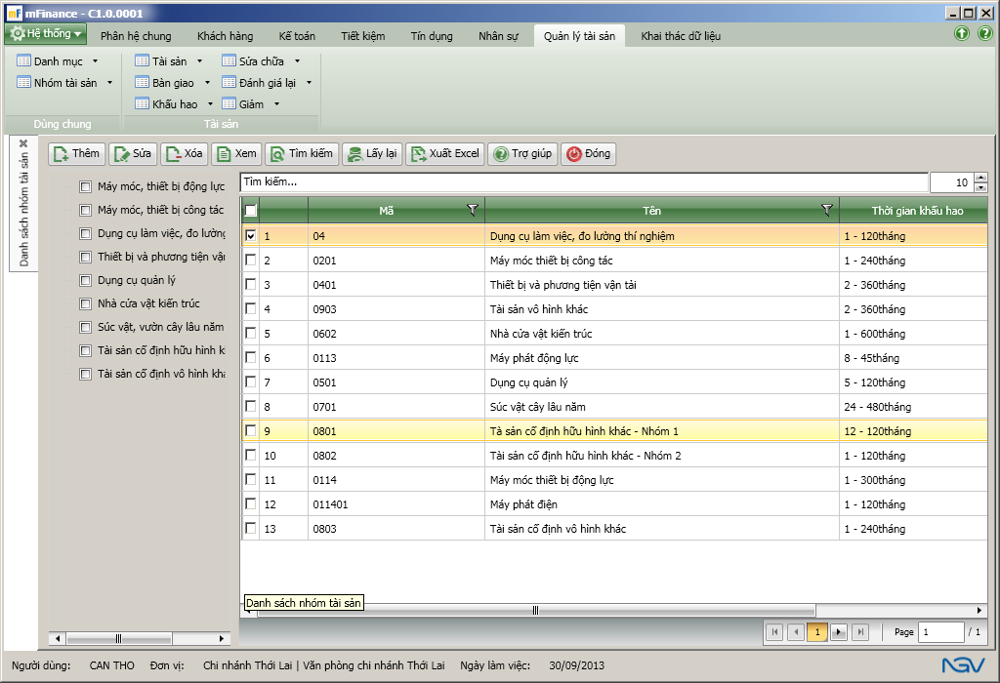 mF mFinance - C1.0.0001
Hệ thống Phân hệ chung Khách hàng Kế toán Tiết kiệm Tín dụng Nhân sự Quản lý tài sản Khai thác dữ liệu
Danh mục Tài sản Sửa chữa
Nhóm tài sản Bàn giao Đánh giá lại
Khấu hao Giảm
Dùng chung Tài sản
Danh sách nhóm tài sản
Thêm Sửa Xóa Xem Tìm kiếm Lấy lại Xuất Excel Trợ giúp Đóng
Máy móc, thiết bị động lực
Máy móc, thiết bị công tác
Dụng cụ làm việc, đo lường
Thiết bị và phương tiện vận
Dụng cụ quản lý
Nhà cửa vật kiến trúc
Súc vật, vườn cây lâu năm
Tài sản cố định hữu hình k
Tài sản cố định vô hình khá
Tìm kiếm... 10
Mã Tên Thời gian khấu hao
1 04 Dụng cụ làm việc, đo lường thí nghiệm 1 - 120tháng
2 0201 Máy móc thiết bị công tác 1 - 240tháng
3 0401 Thiết bị và phương tiện vận tải 2 - 360tháng
4 0903 Tài sản vô hình khác 2 - 360tháng
5 0602 Nhà cửa vật kiến trúc 1 - 600tháng
6 0113 Máy phát động lực 8 - 45tháng
7 0501 Dụng cụ quản lý 5 - 120tháng
8 0701 Súc vật cây lâu năm 24 - 480tháng
9 0801 Tà sản cố định hữu hình khác - Nhóm 1 12 - 120tháng
10 0802 Tài sản cố định hữu hình khác - Nhóm 2 1 - 120tháng
11 0114 Máy móc thiết bị động lực 1 - 300tháng
12 011401 Máy phát điện 1 - 120tháng
13 0803 Tài sản cố định vô hình khác 1 - 240tháng
Danh sách nhóm tài sản
1 Page 1 / 1
Người dùng: CAN THO Đơn vị: Chi nhánh Thới Lai | Văn phòng chi nhánh Thới Lai Ngày làm việc: 30/09/2013 NGV